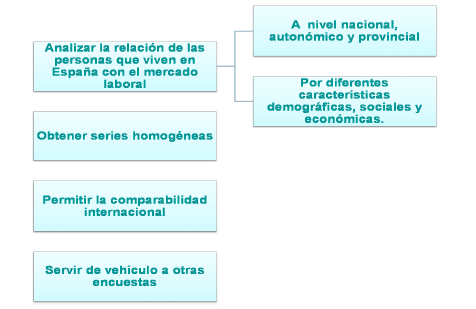 Analizar la relación de las
personas que viven en
España con el mercado
laboral
A nivel nacional,
autonómico y provincial
Por diferentes
características
demográficas, sociales y
económicas.
Obtener series homogéneas
Permitir la comparabilidad
internacional
Servir de vehículo a otras
encuestas